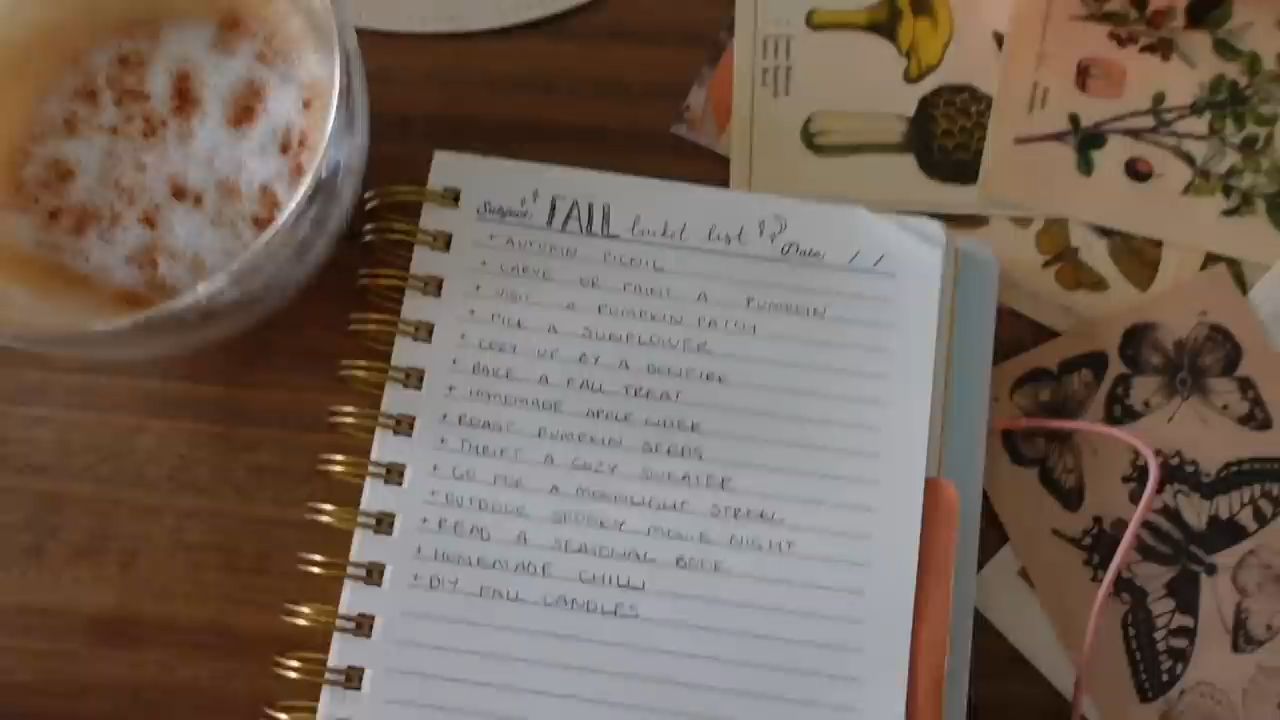 Subject: FALL bucket list Date: / /
+ AUTUMN PICNIC
+ CARVE OR PAINT A PUMPKIN
+ VISIT A PUMPKIN PATCH
+ PICK A SUNFLOWER
+ COZY UP BY A BONFIRE
+ BAKE A FALL TREAT
+ HOMEMADE APPLE CIDER
+ ROAST PUMPKIN SEEDS
+ THRIFT A COZY SWEATER
+ GO FOR A MOONLIGHT STROLL
+ OUTDOOR SPOOKY MOVIE NIGHT
+ READ A SEASONAL BOOK
+ HOMEMADE CHILLI
+ DIY FALL CANDLES